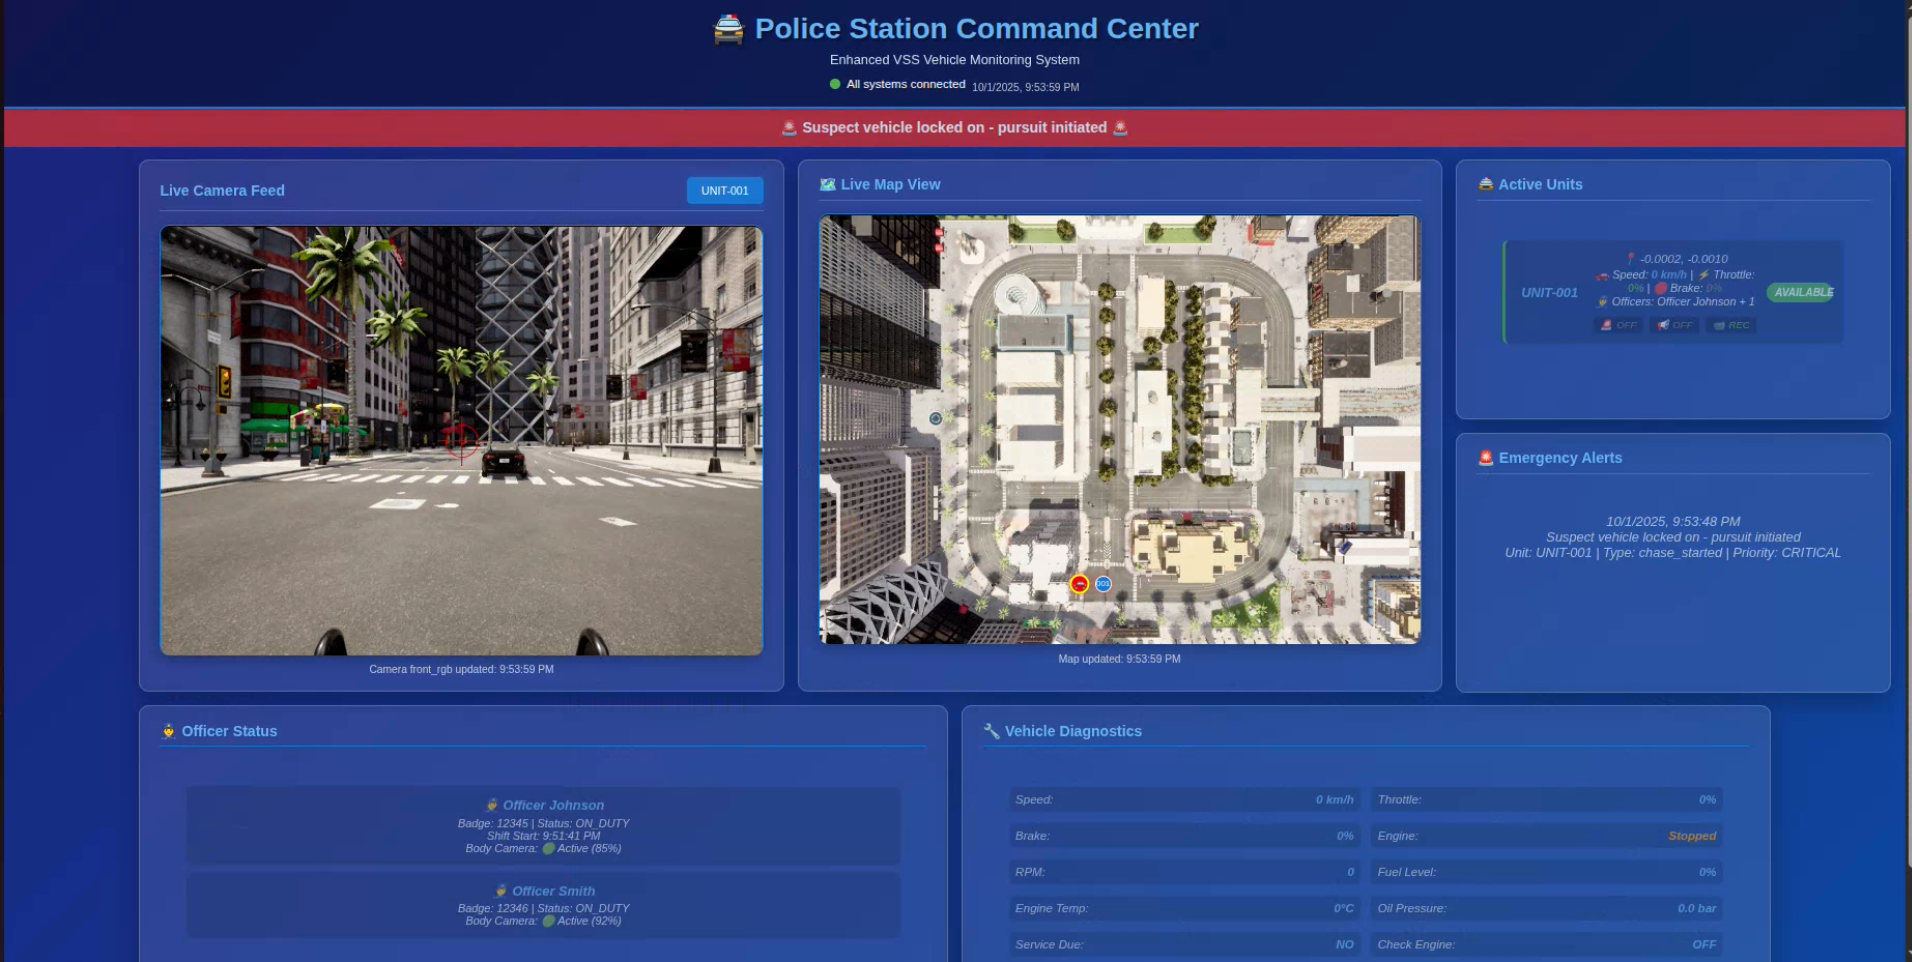 Police Station Command Center
Enhanced VSS Vehicle Monitoring System
All systems connected 10/1/2025, 9:53:59 PM
Suspect vehicle locked on - pursuit initiated
Live Camera Feed
UNIT-001
Camera front_rgb updated: 9:53:59 PM
Live Map View
001
Map updated: 9:53:59 PM
Active Units
UNIT-001
-0.0002, -0.0010
Speed: 0 km/h | Throttle:
0% | Brake: 0%
Officers: Officer Johnson + 1
OFF
OFF
REC
AVAILABLE
Emergency Alerts
10/1/2025, 9:53:48 PM
Suspect vehicle locked on - pursuit initiated
Unit: UNIT-001 | Type: chase_started | Priority: CRITICAL
Officer Status
Officer Johnson
Badge: 12345 | Status: ON_DUTY
Shift Start: 9:51:41 PM
Body Camera: Active (85%)
Officer Smith
Badge: 12346 | Status: ON_DUTY
Body Camera: Active (92%)
Vehicle Diagnostics
Speed: 0 km/h
Throttle: 0%
Brake: 0%
Engine: Stopped
RPM: 0
Fuel Level: 0%
Engine Temp: 0°C
Oil Pressure: 0.0 bar
Service Due: NO
Check Engine: OFF